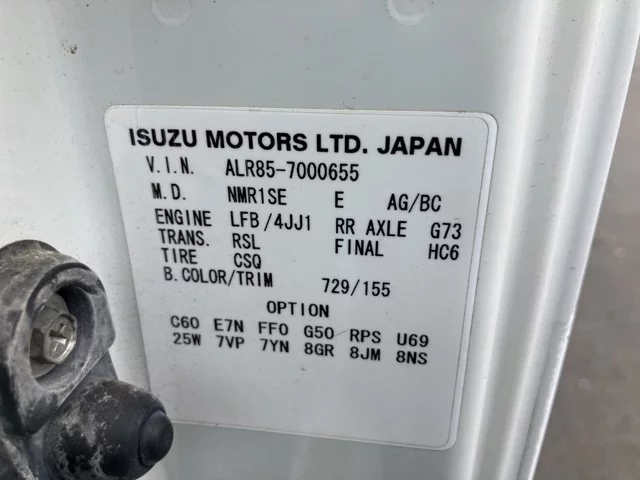 ISUZU MOTORS LTD. JAPAN
V.I.N. ALR85-7000655
M.D. NMR1SE E AG/BC
ENGINE LFB/4JJ1 RR AXLE G73
TRANS. RSL FINAL HC6
TIRE CSQ
B.COLOR/TRIM 729/155
OPTION
C60 E7N FF0 G50 RPS U69
25W 7VP 7YN 8GR 8JM 8NS